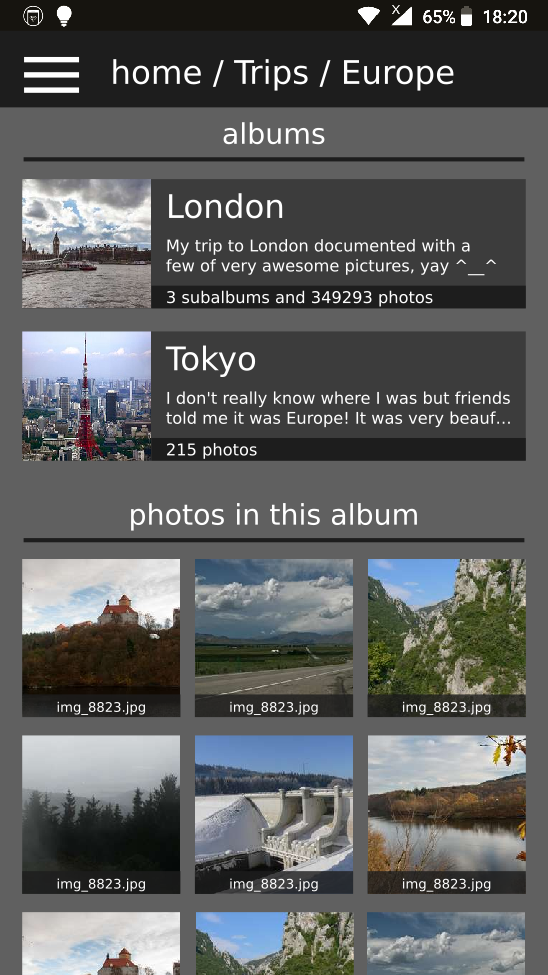 X 65% 18:20
home / Trips / Europe
albums
London
My trip to London documented with a
few of very awesome pictures, yay ^__^
3 subalbums and 349293 photos
Tokyo
I don't really know where I was but friends
told me it was Europe! It was very beauf...
215 photos
photos in this album
img_8823.jpg img_8823.jpg img_8823.jpg
img_8823.jpg img_8823.jpg img_8823.jpg